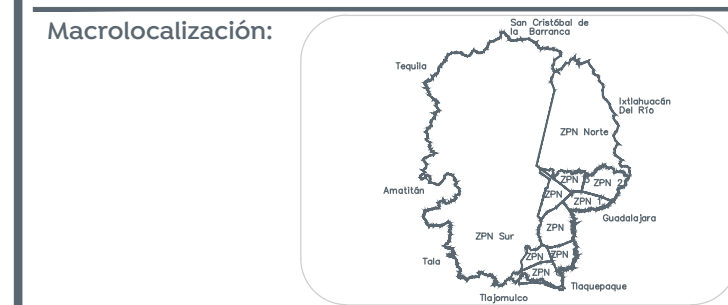 Macrolocalización:
San Cristóbal de
la Barranca
Tequila
Ixtlahuacán
Del Río
ZPN Norte
ZPN
ZPN 2
ZPN
ZPN 1
Amatitán
Guadalajara
ZPN
ZPN Sur
ZPN
ZPN
Tala
ZPN
Tlaquepaque
Tlajomulco